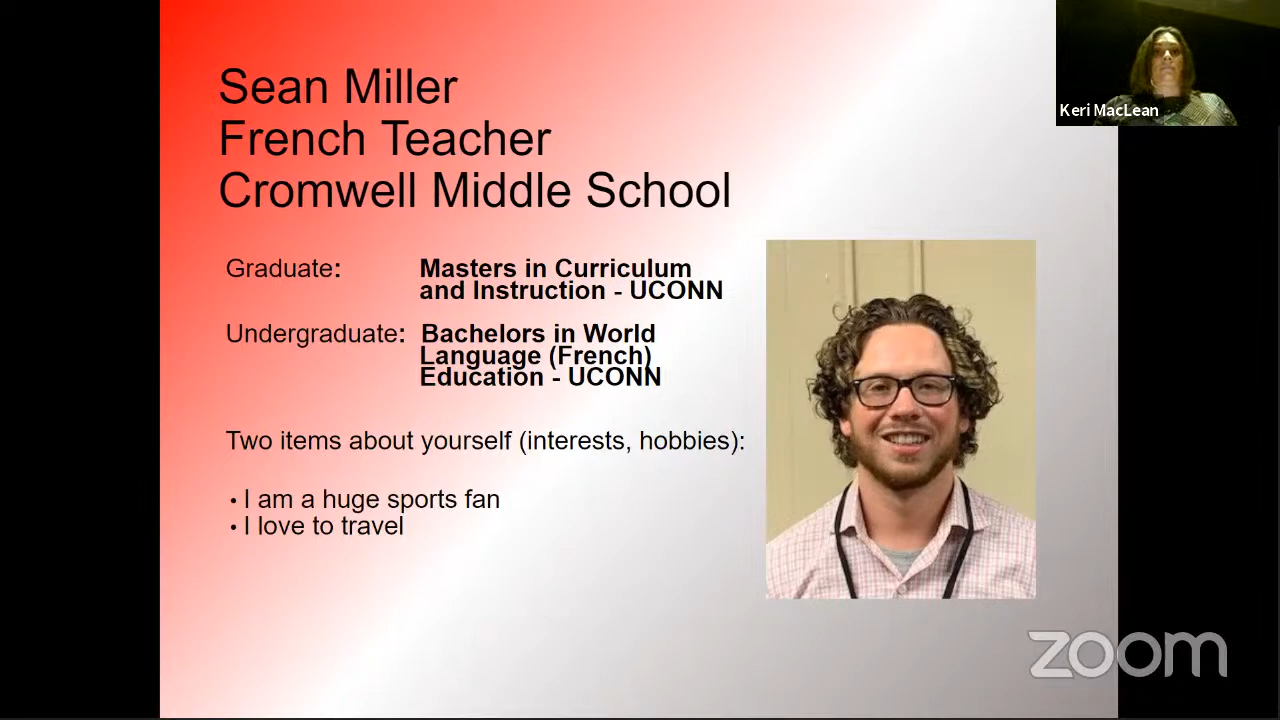 Sean Miller
French Teacher
Cromwell Middle School
Keri MacLean
Graduate: Masters in Curriculum
and Instruction - UCONN
Undergraduate: Bachelors in World
Language (French)
Education - UCONN
Two items about yourself (interests, hobbies):
• I am a huge sports fan
• I love to travel
zoom